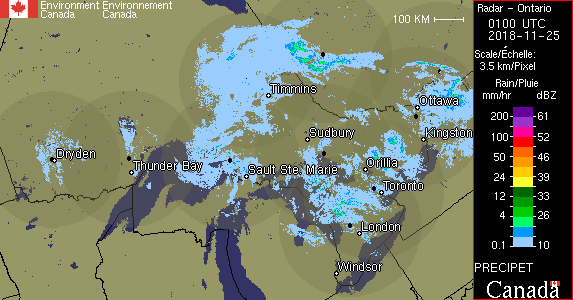 Environment Environnement
Canada Canada
100 KM
Timmins
Ottawa
Kingston
Sudbury
Dryden
Thunder Bay
Sault Ste. Marie
Orillia
Toronto
London
Windsor
Radar - Ontario
0100 UTC
2018-11-25
Scale/Échelle:
3.5 km/Pixel
Rain/Pluie
mm/hr dBZ
200 61
100 52
50 46
24 39
12 33
4 26
0.1 10
PRECIPET
Canada